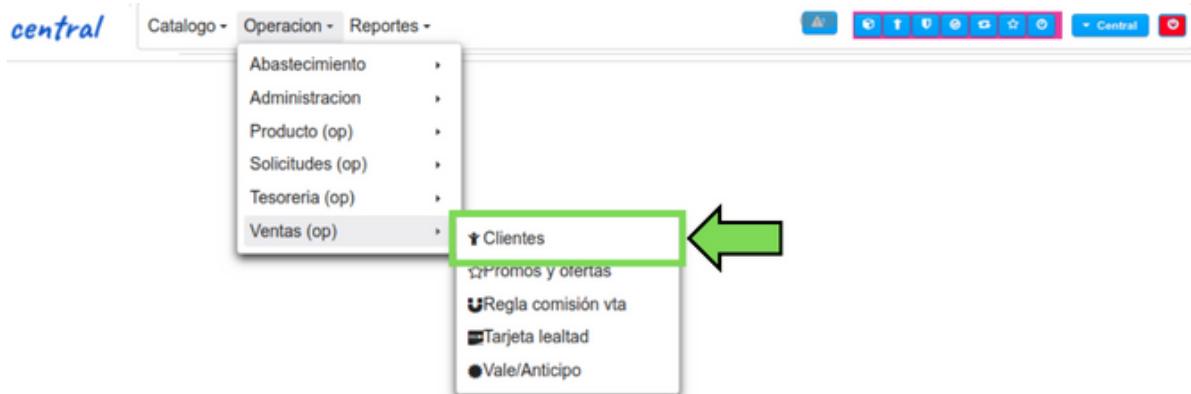 central Catalogo Operacion Reportes Central
Abastecimiento
Administracion
Producto (op)
Solicitudes (op)
Tesoreria (op)
Ventas (op)
Clientes
Promos y ofertas
Regla comisión vta
Tarjeta lealtad
Vale/Anticipo